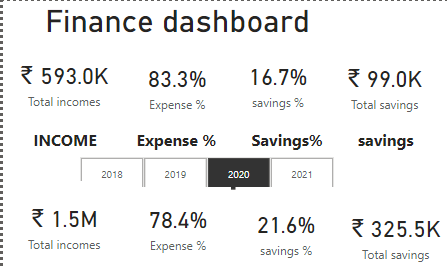 Finance dashboard
₹ 593.0K 83.3% 16.7% ₹ 99.0K
Total incomes Expense % savings % Total savings
INCOME Expense % Savings% savings
2018 2019 2020 2021
₹ 1.5M 78.4% 21.6% ₹ 325.5K
Total incomes Expense % savings % Total savings